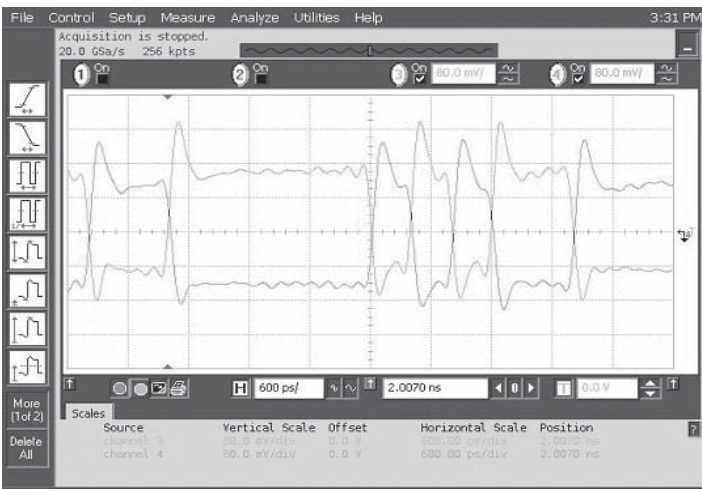 File Control Setup Measure Analyze Utilities Help 3:31 PM
Acquisition is stopped.
20.0 GSa/s 256 kpts
1 On 2 On 3 On 80.0 mV/ 4 On 80.0 mV/
More
(1of 2)
Delete
All
H 600 ps/ 2.0070 ns 0 T 0.0 V
Scales
Source Vertical Scale Offset Horizontal Scale Position
channel 3 80.0 mV/div 0.0 V 600.00 ps/div 2.0070 ns
channel 4 80.0 mV/div 0.0 V 600.00 ps/div 2.0070 ns
?